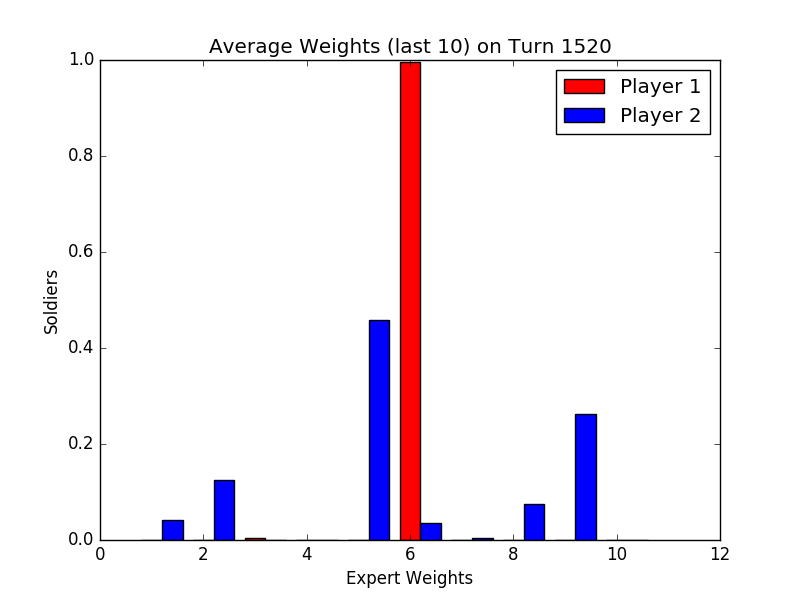 Average Weights (last 10) on Turn 1520
1.0
0.8
0.6
0.4
0.2
0.0
Soldiers
Player 1
Player 2
0 2 4 6 8 10 12
Expert Weights